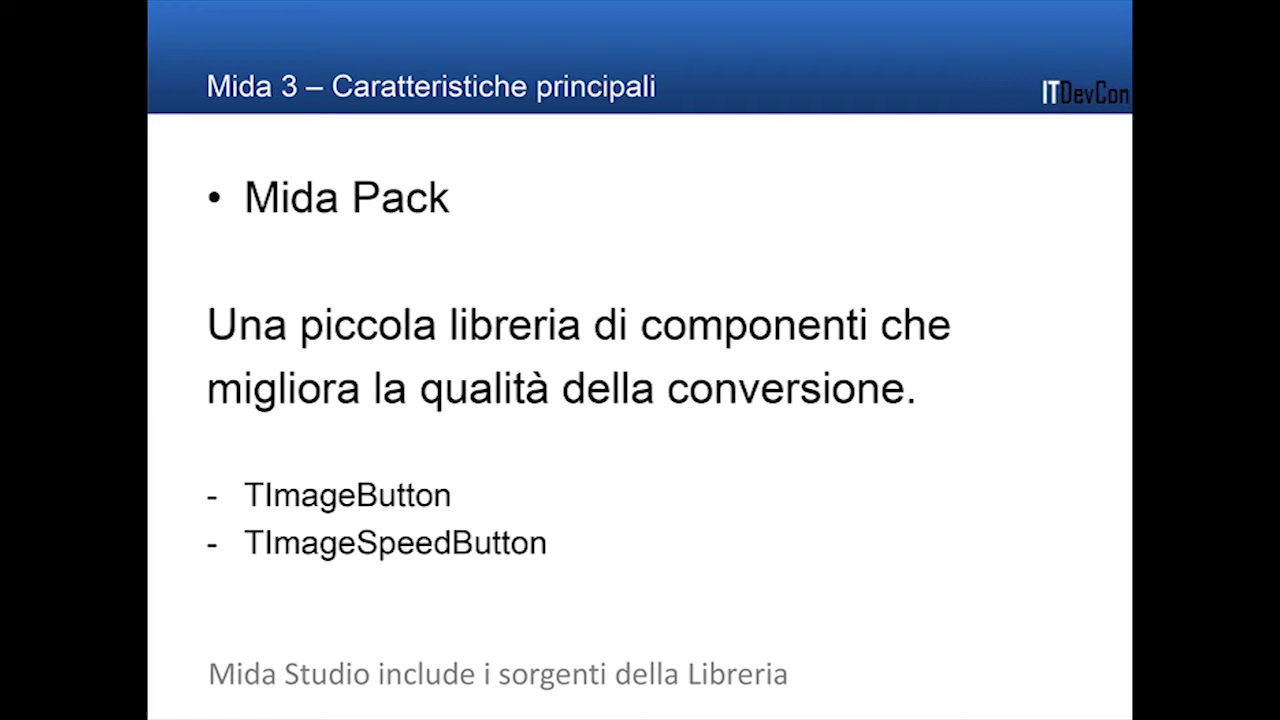 Mida 3 – Caratteristiche principali
ITDevCon
• Mida Pack
Una piccola libreria di componenti che
migliora la qualità della conversione.
- TImageButton
- TImageSpeedButton
Mida Studio include i sorgenti della Libreria